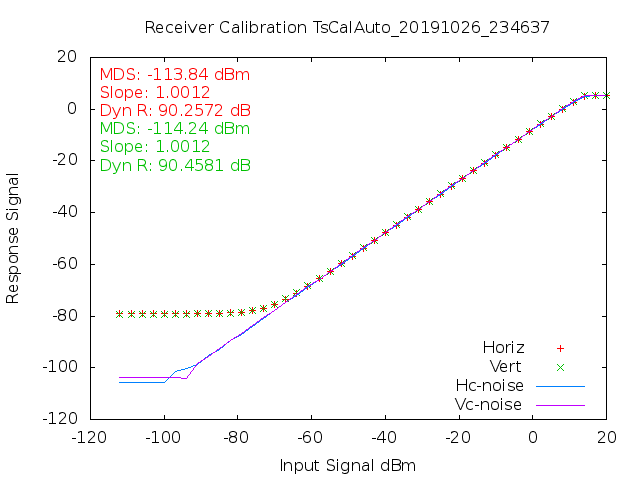 Receiver Calibration TsCalAuto_20191026_234637
20
0
-20
-40
-60
-80
-100
-120
Response Signal
MDS: -113.84 dBm
Slope: 1.0012
Dyn R: 90.2572 dB
MDS: -114.24 dBm
Slope: 1.0012
Dyn R: 90.4581 dB
Horiz
Vert
Hc-noise
Vc-noise
-120 -100 -80 -60 -40 -20 0 20
Input Signal dBm